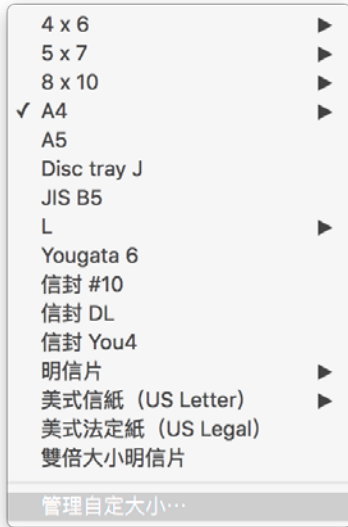 4 x 6
5 x 7
8 x 10
✓ A4
A5
Disc tray J
JIS B5
L
Yougata 6
信封 #10
信封 DL
信封 You4
明信片
美式信紙（US Letter）
美式法定紙（US Legal）
雙倍大小明信片
管理自定大小⋯